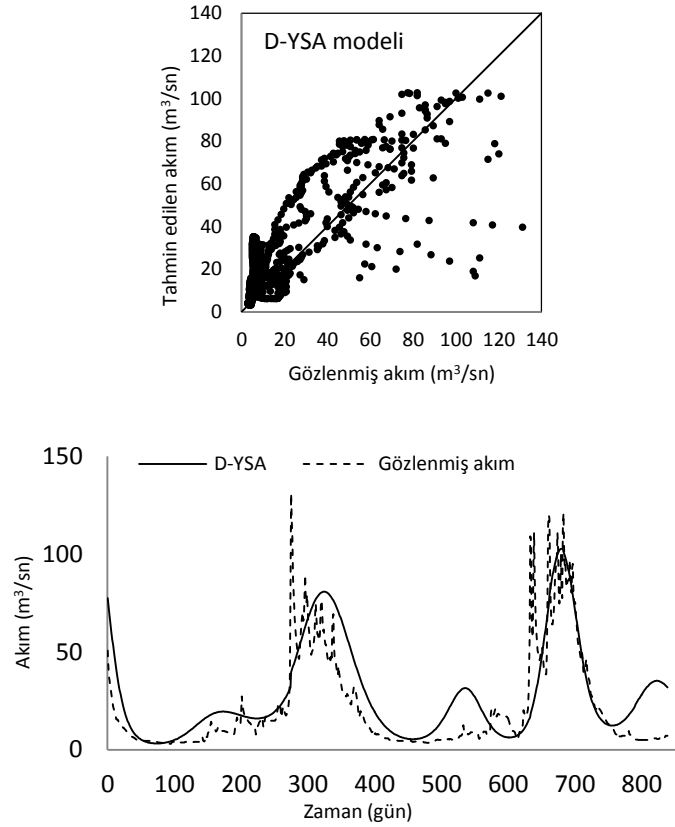 D-YSA modeli
Tahmin edilen akım (m³/sn)
140
120
100
80
60
40
20
0
0 20 40 60 80 100 120 140
Gözlenmiş akım (m³/sn)
D-YSA Gözlenmiş akım
Akım (m³/sn)
150
100
50
0
0 100 200 300 400 500 600 700 800
Zaman (gün)